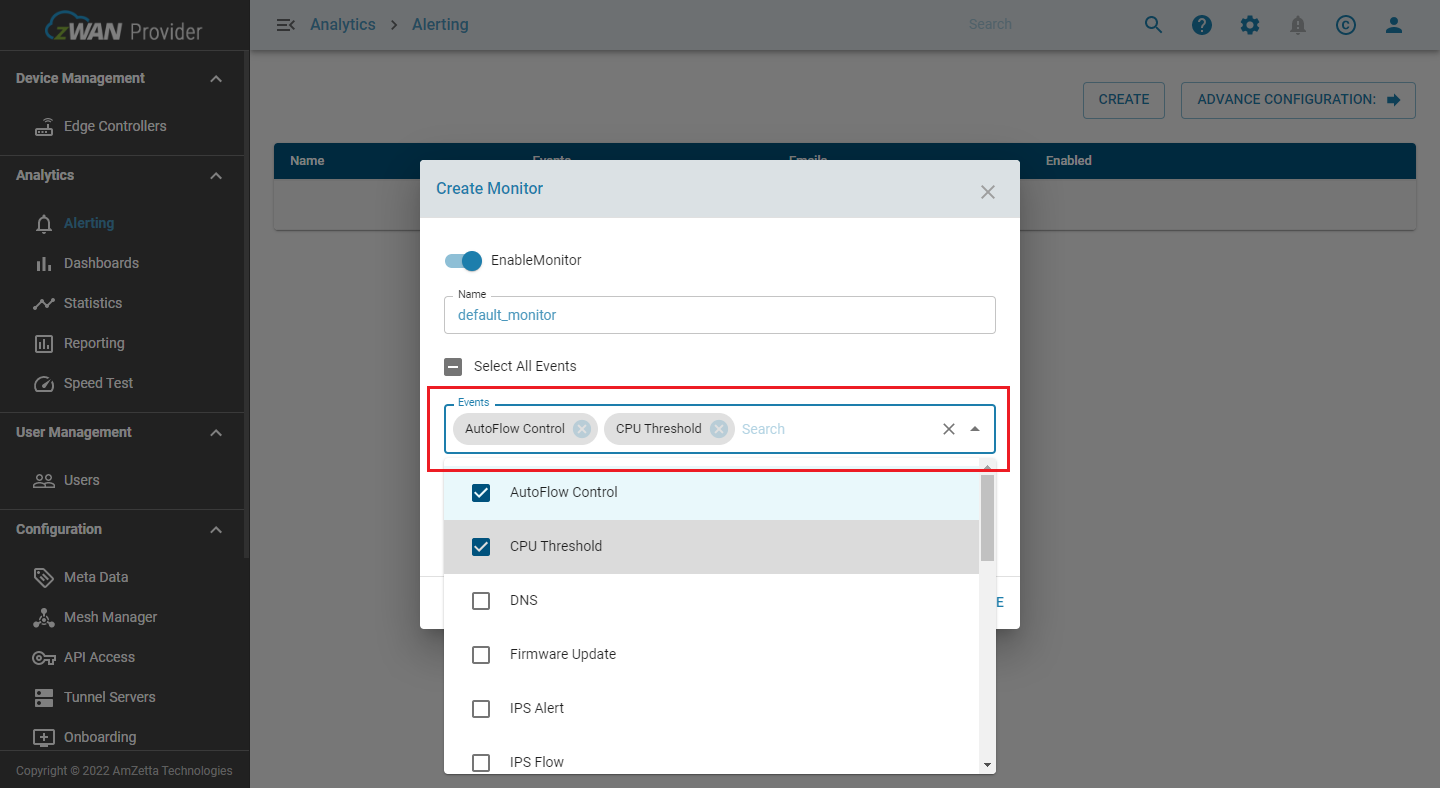 zWAN Provider
Analytics > Alerting
Search
Device Management
Edge Controllers
Analytics
Alerting
Dashboards
Statistics
Reporting
Speed Test
User Management
Users
Configuration
Meta Data
Mesh Manager
API Access
Tunnel Servers
Onboarding
Copyright © 2022 AmZetta Technologies
CREATE
ADVANCE CONFIGURATION:
Name Events Emails Enabled
Create Monitor
EnableMonitor
Name
default_monitor
Select All Events
Events
AutoFlow Control CPU Threshold Search
AutoFlow Control
CPU Threshold
DNS
Firmware Update
IPS Alert
IPS Flow
E